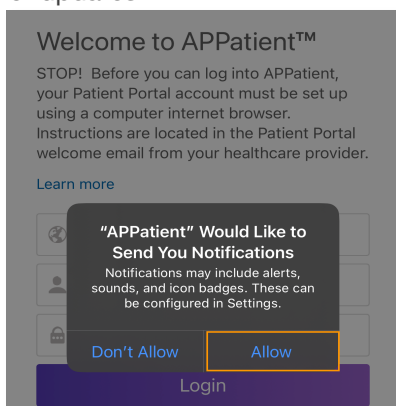 Welcome to APPatient™
STOP!  Before you can log into APPatient,
your Patient Portal account must be set up
using a computer internet browser.
Instructions are located in the Patient Portal
welcome email from your healthcare provider.
Learn more
“APPatient” Would Like to
Send You Notifications
Notifications may include alerts,
sounds, and icon badges. These can
be configured in Settings.
Don’t Allow
Allow
Login